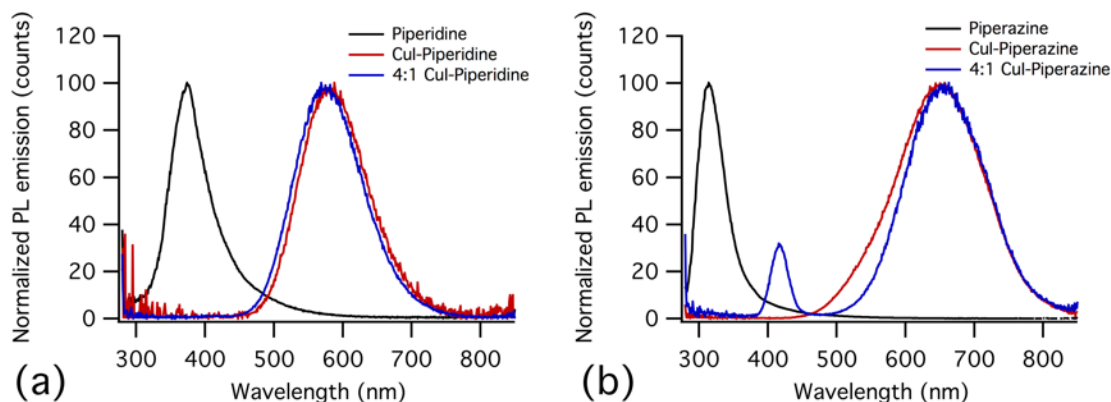 120
100
80
60
40
20
0
Normalized PL emission (counts)
Piperidine
CuI-Piperidine
4:1 CuI-Piperidine
300 400 500 600 700 800
Wavelength (nm)
(a)
120
100
80
60
40
20
0
Normalized PL emission (counts)
Piperazine
CuI-Piperazine
4:1 CuI-Piperazine
300 400 500 600 700 800
Wavelength (nm)
(b)